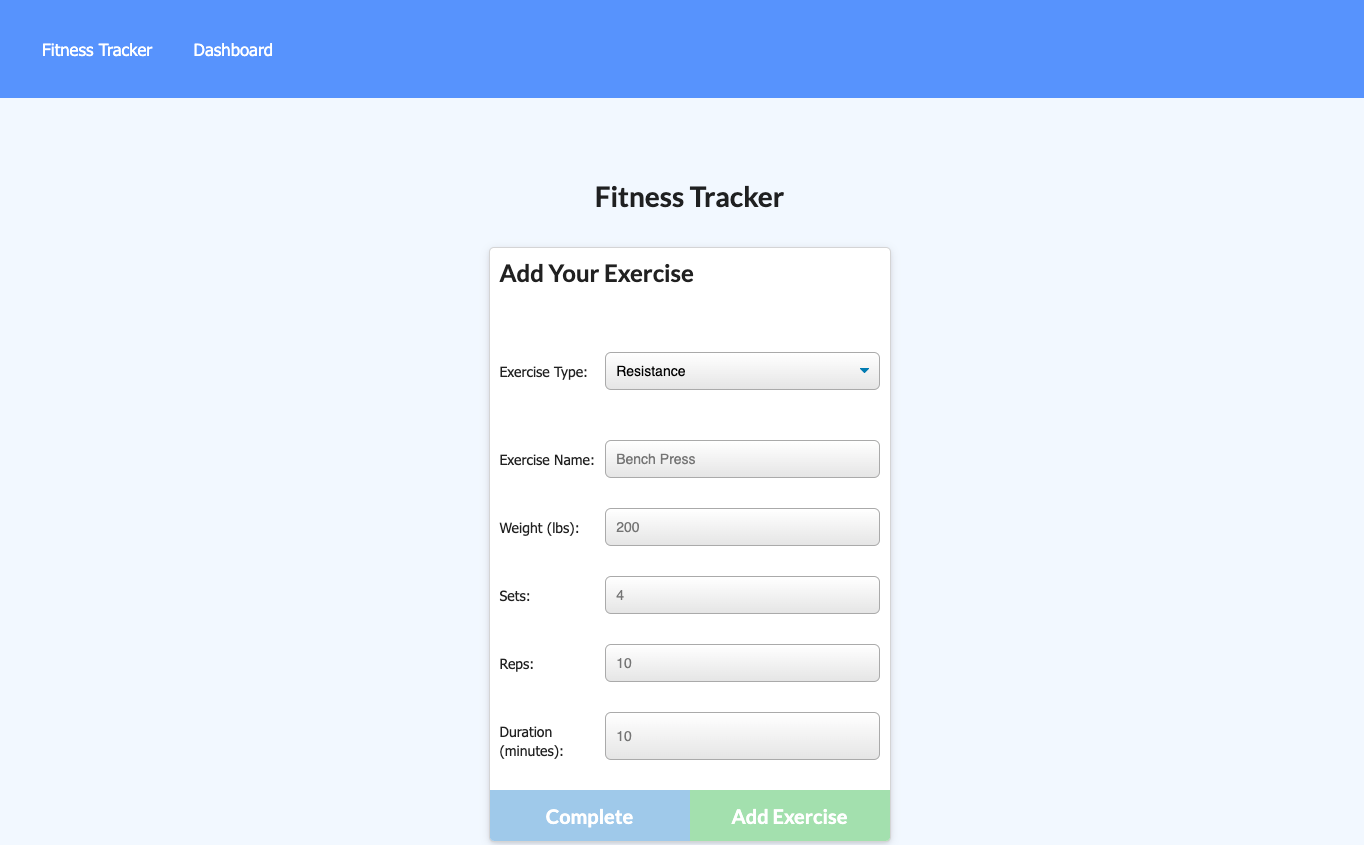 Fitness Tracker Dashboard
Fitness Tracker
Add Your Exercise
Exercise Type: Resistance
Exercise Name: Bench Press
Weight (lbs): 200
Sets: 4
Reps: 10
Duration
(minutes): 10
Complete Add Exercise